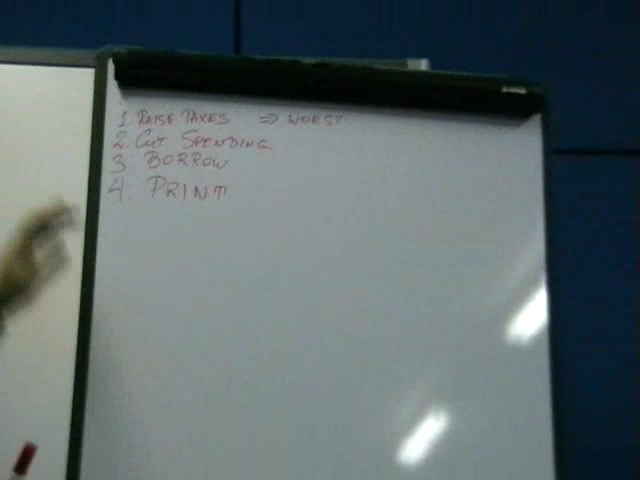 1. RAISE TAXES ⇒ WORST
2. CUT SPENDING
3 BORROW
4. PRINT